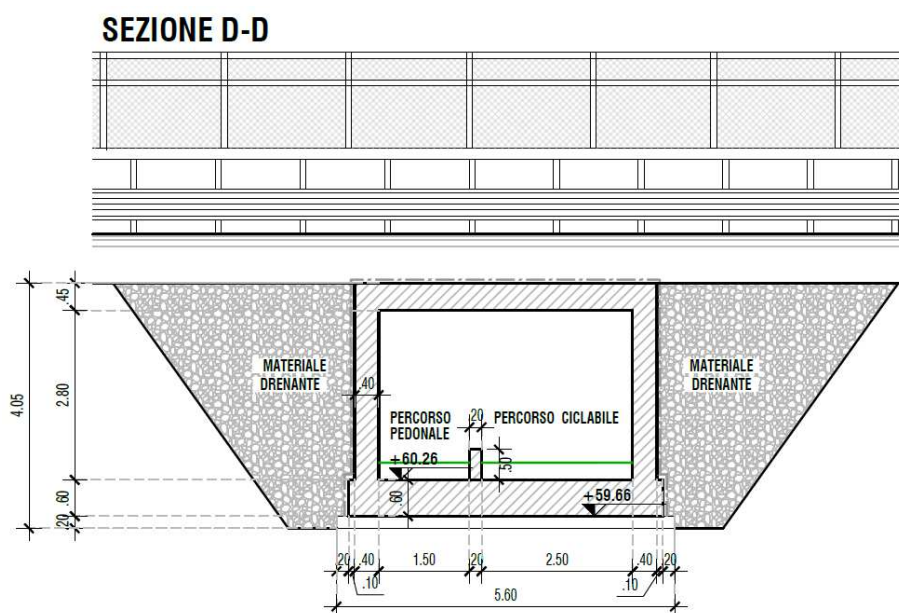 SEZIONE D-D
.45
4.05
2.80
.60
.20
MATERIALE
DRENANTE
.40
PERCORSO
PEDONALE
.20
PERCORSO CICLABILE
MATERIALE
DRENANTE
+60.26
.50
.60
+59.66
.20
.40
1.50
.20
2.50
.40
.20
.10
.10
5.60